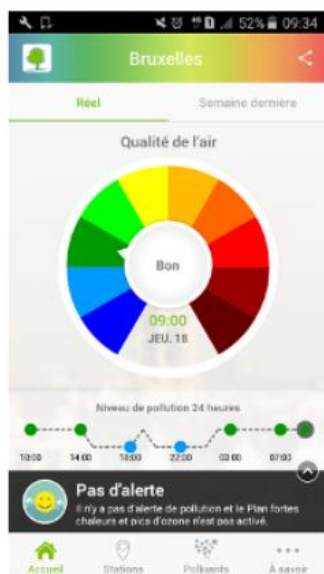 52% 09:34
Bruxelles
Réel Semaine dernière
Qualité de l'air
Bon
09:00
JEU. 18
Niveau de pollution 24 heures
10:00 14:00 18:00 22:00 03:00 07:00
Pas d'alerte
Il n'y a pas d'alerte de pollution et le Plan fortes
chaleurs et pics d'ozone n'est pas activé.
Accueil Stations Polluants À savoir